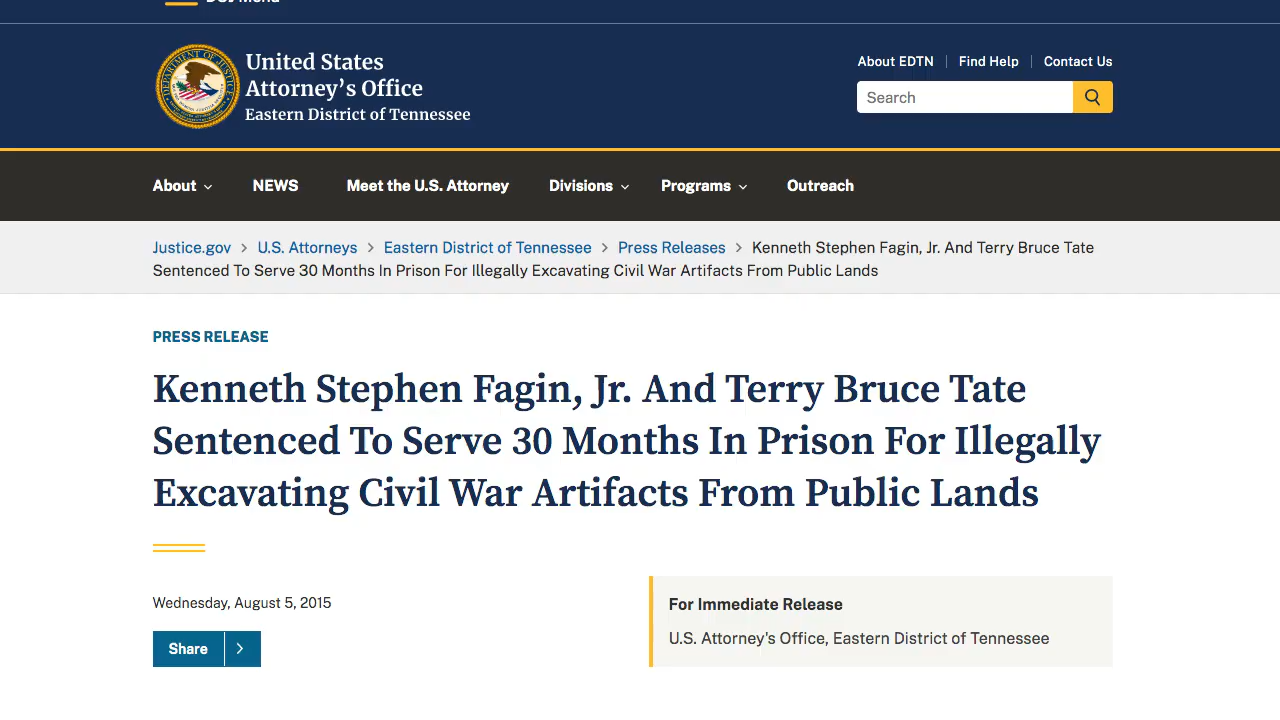 DOJ Menu
United States
Attorney's Office
Eastern District of Tennessee
About EDTN
Find Help
Contact Us
Search
About
NEWS
Meet the U.S. Attorney
Divisions
Programs
Outreach
Justice.gov > U.S. Attorneys > Eastern District of Tennessee > Press Releases > Kenneth Stephen Fagin, Jr. And Terry Bruce Tate
Sentenced To Serve 30 Months In Prison For Illegally Excavating Civil War Artifacts From Public Lands
PRESS RELEASE
Kenneth Stephen Fagin, Jr. And Terry Bruce Tate
Sentenced To Serve 30 Months In Prison For Illegally
Excavating Civil War Artifacts From Public Lands
Wednesday, August 5, 2015
Share >
For Immediate Release
U.S. Attorney's Office, Eastern District of Tennessee